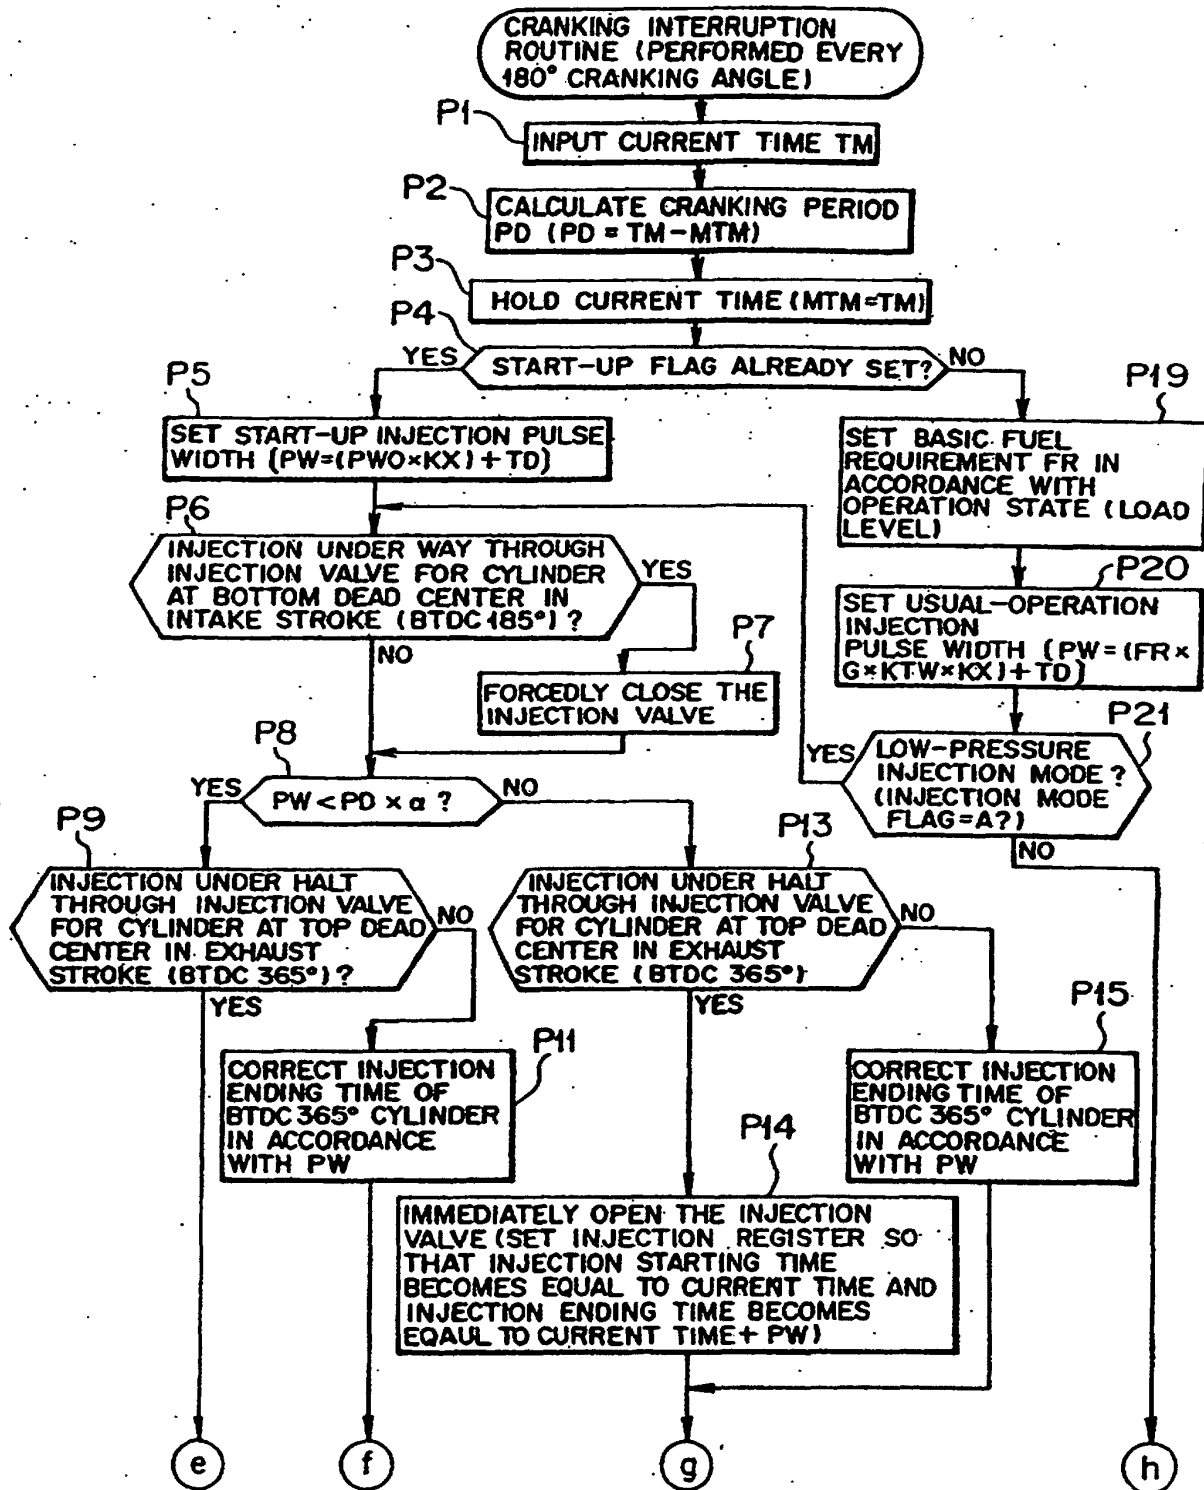 CRANKING INTERRUPTION
ROUTINE (PERFORMED EVERY
180° CRANKING ANGLE)
P1
INPUT CURRENT TIME TM
P2
CALCULATE CRANKING PERIOD
PD (PD = TM-MTM)
P3
HOLD CURRENT TIME (MTM=TM)
P4
YES
START-UP FLAG ALREADY SET?
NO
P5
SET START-UP INJECTION PULSE
WIDTH (PW=(PWO×KX)+TD)
P19
SET BASIC FUEL
REQUIREMENT FR IN
ACCORDANCE WITH
OPERATION STATE (LOAD
LEVEL)
P6
INJECTION UNDER WAY THROUGH
INJECTION VALVE FOR CYLINDER
AT BOTTOM DEAD CENTER IN
INTAKE STROKE (BTDC 185°)?
YES
NO
P20
SET USUAL-OPERATION
INJECTION
PULSE WIDTH (PW=(FR×
G×KTW×KX)+TD)
P7
FORCEDLY CLOSE THE
INJECTION VALVE
P21
YES
LOW-PRESSURE
INJECTION MODE?
(INJECTION MODE
FLAG=A?)
NO
P8
YES
PW<PD×α?
NO
P9
INJECTION UNDER HALT
THROUGH INJECTION VALVE
FOR CYLINDER AT TOP DEAD
CENTER IN EXHAUST
STROKE (BTDC 365°)?
NO
YES
P13
INJECTION UNDER HALT
THROUGH INJECTION VALVE
FOR CYLINDER AT TOP DEAD
CENTER IN EXHAUST
STROKE (BTDC 365°)
NO
YES
P11
CORRECT INJECTION
ENDING TIME OF
BTDC 365° CYLINDER
IN ACCORDANCE
WITH PW
P15
CORRECT INJECTION
ENDING TIME OF
BTDC 365° CYLINDER
IN ACCORDANCE
WITH PW
P14
IMMEDIATELY OPEN THE INJECTION
VALVE (SET INJECTION REGISTER SO
THAT INJECTION STARTING TIME
BECOMES EQUAL TO CURRENT TIME AND
INJECTION ENDING TIME BECOMES
EQAUL TO CURRENT TIME+ PW)
e
f
g
h